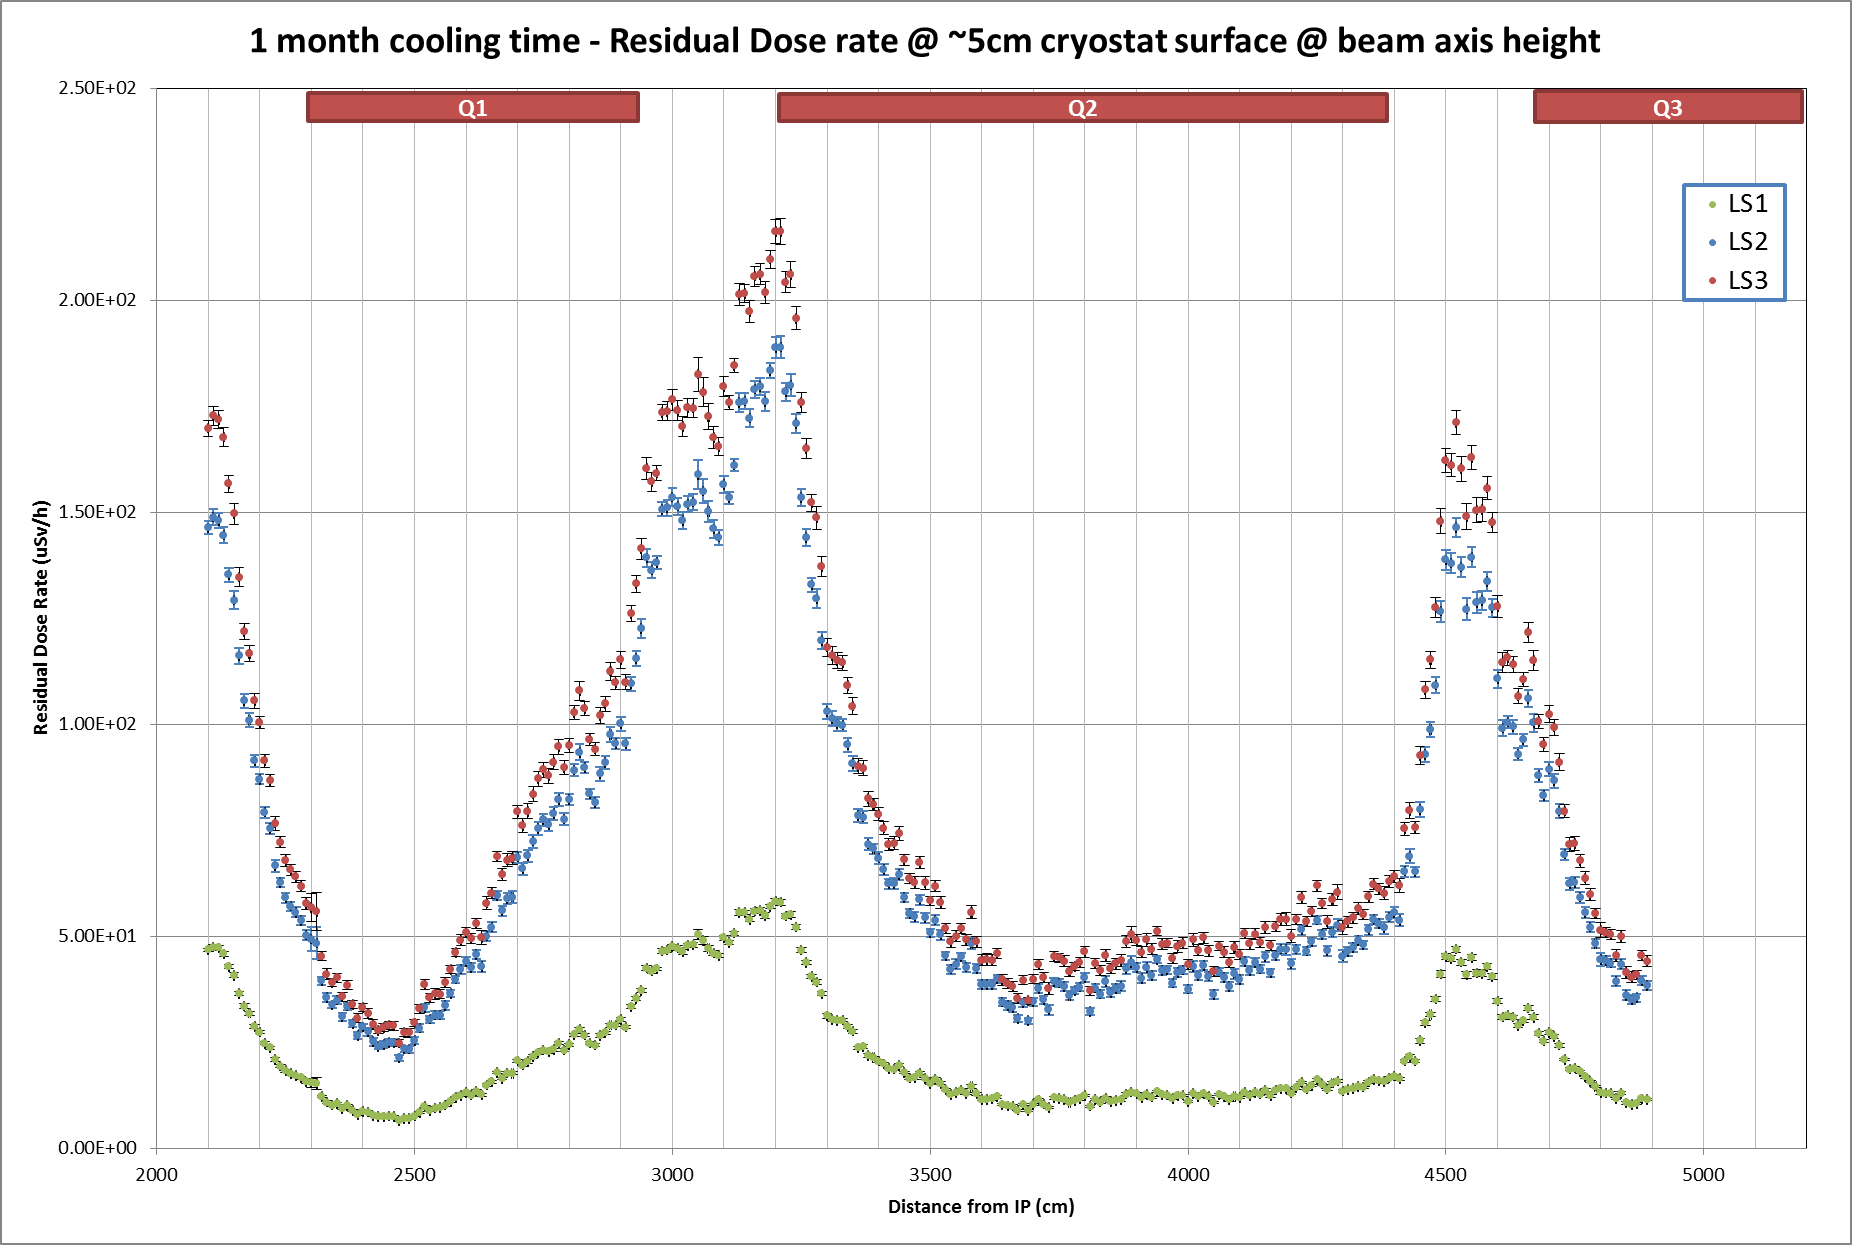 1 month cooling time - Residual Dose rate @ ~5cm cryostat surface @ beam axis height
2.50E+02
Q1
Q2
Q3
LS1
LS2
LS3
2.00E+02
1.50E+02
Residual Dose Rate (uSv/h)
1.00E+02
5.00E+01
0.00E+00
2000
2500
3000
3500
4000
4500
5000
Distance from IP (cm)